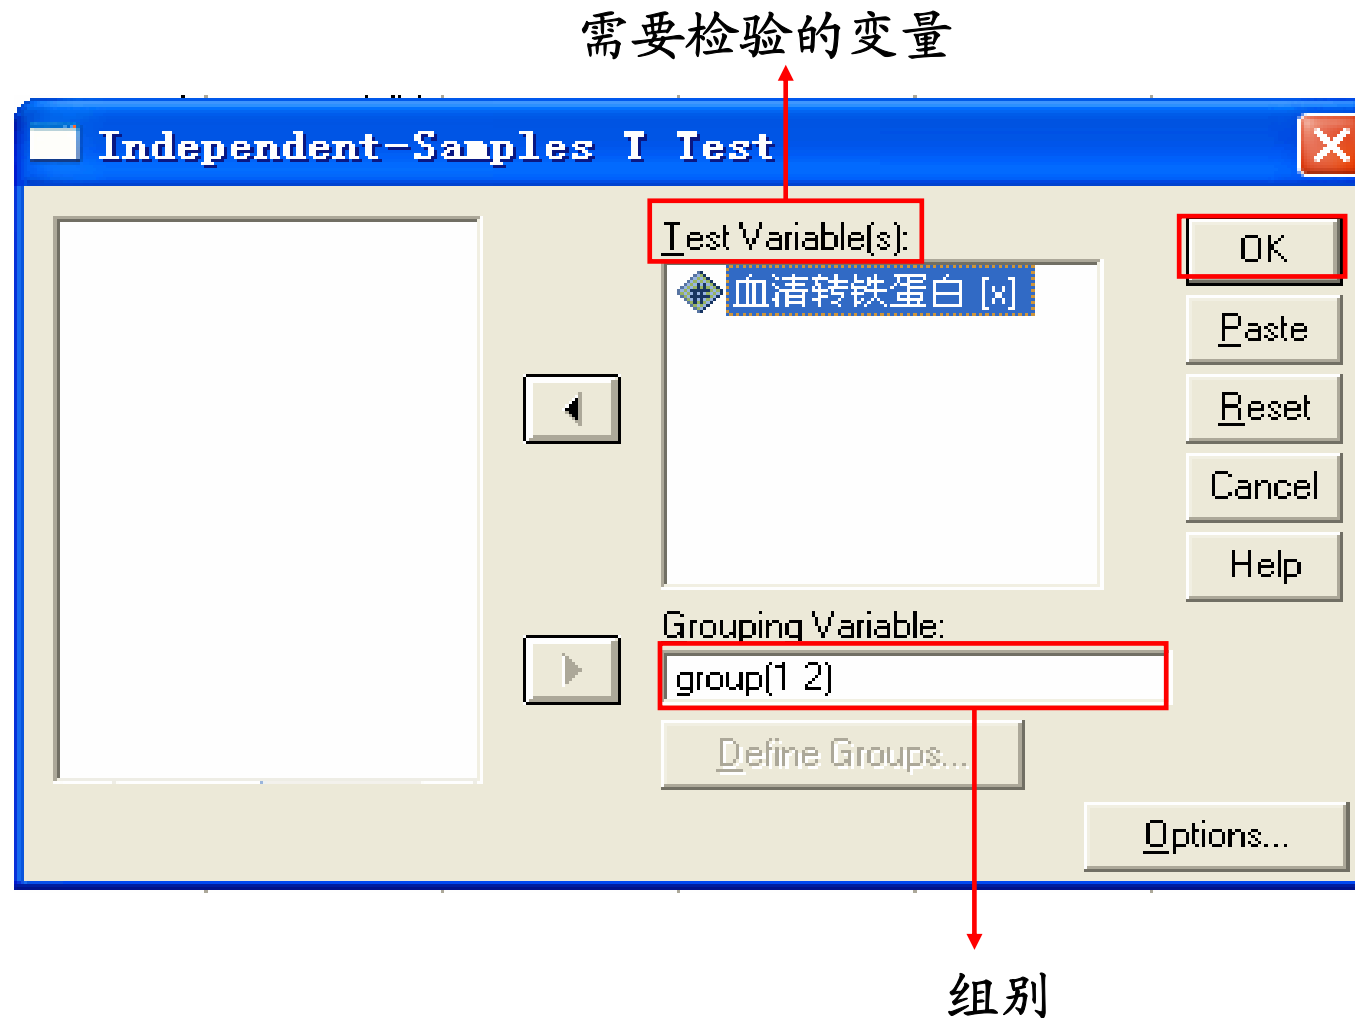 需要检验的变量
Independent-Samples T Test
Test Variable(s):
血清转铁蛋白 [x]
OK
Paste
Reset
Cancel
Help
Grouping Variable:
group(1 2)
Define Groups...
Options...
组别